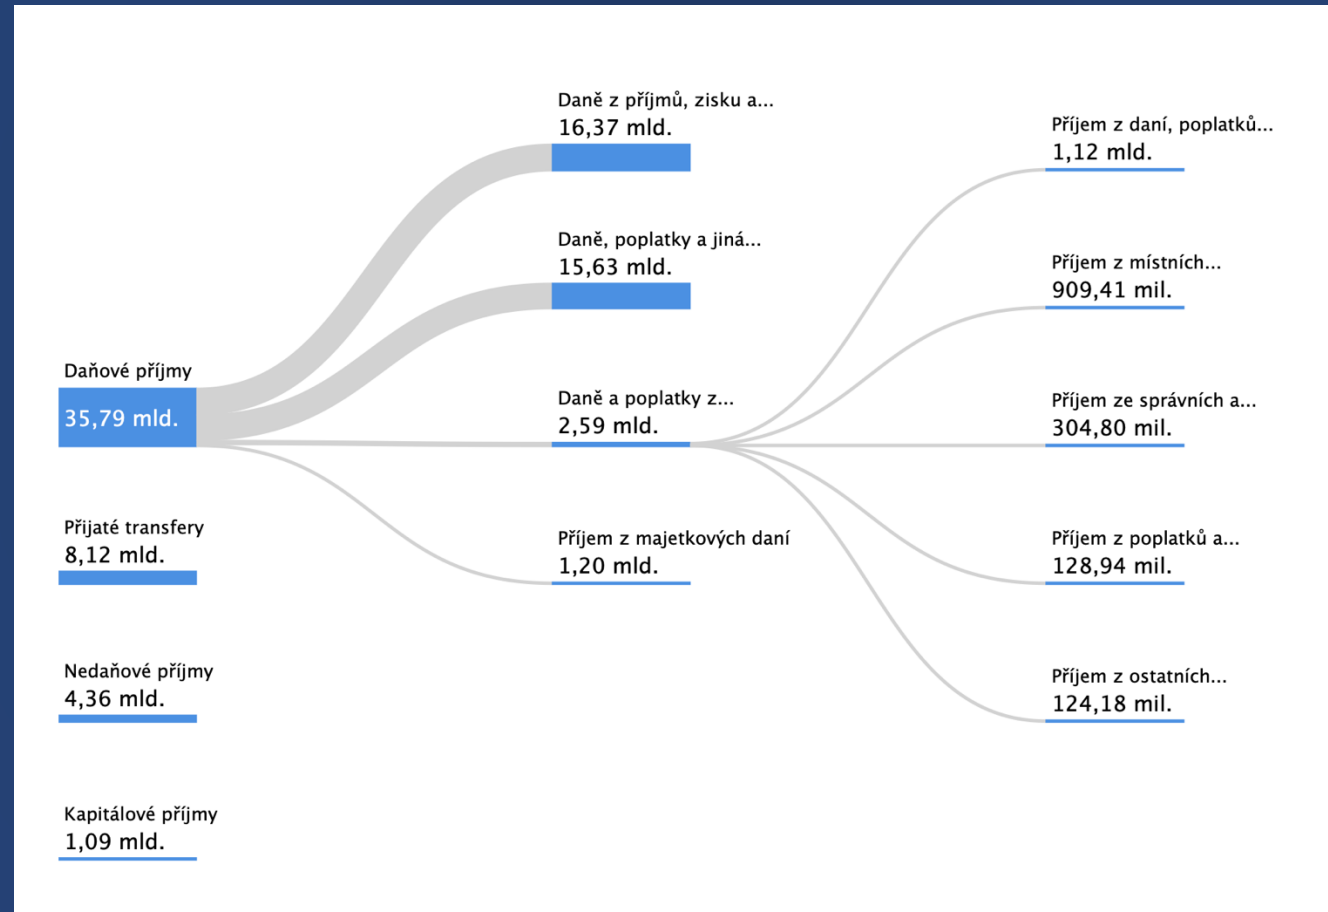 Daňové příjmy
35,79 mld.
Přijaté transfery
8,12 mld.
Nedaňové příjmy
4,36 mld.
Kapitálové příjmy
1,09 mld.
Daně z příjmů, zisku a...
16,37 mld.
Daně, poplatky a jiná...
15,63 mld.
Daně a poplatky z...
2,59 mld.
Příjem z majetkových daní
1,20 mld.
Příjem z daní, poplatků...
1,12 mld.
Příjem z místních...
909,41 mil.
Příjem ze správních a...
304,80 mil.
Příjem z poplatků a...
128,94 mil.
Příjem z ostatních...
124,18 mil.